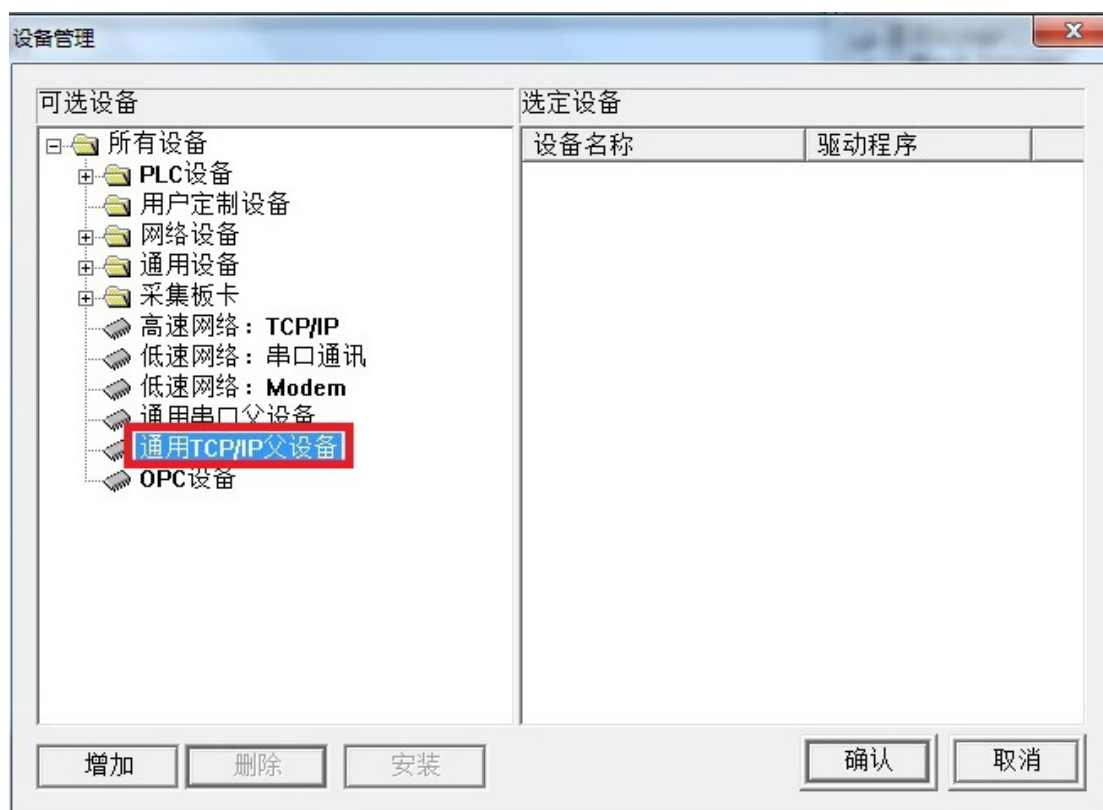 设备管理
可选设备
选定设备
所有设备
设备名称
驱动程序
PLC设备
用户定制设备
网络设备
通用设备
采集板卡
高速网络：TCP/IP
低速网络：串口通讯
低速网络：Modem
通用串口父设备
通用TCP/IP父设备
OPC设备
增加
删除
安装
确认
取消